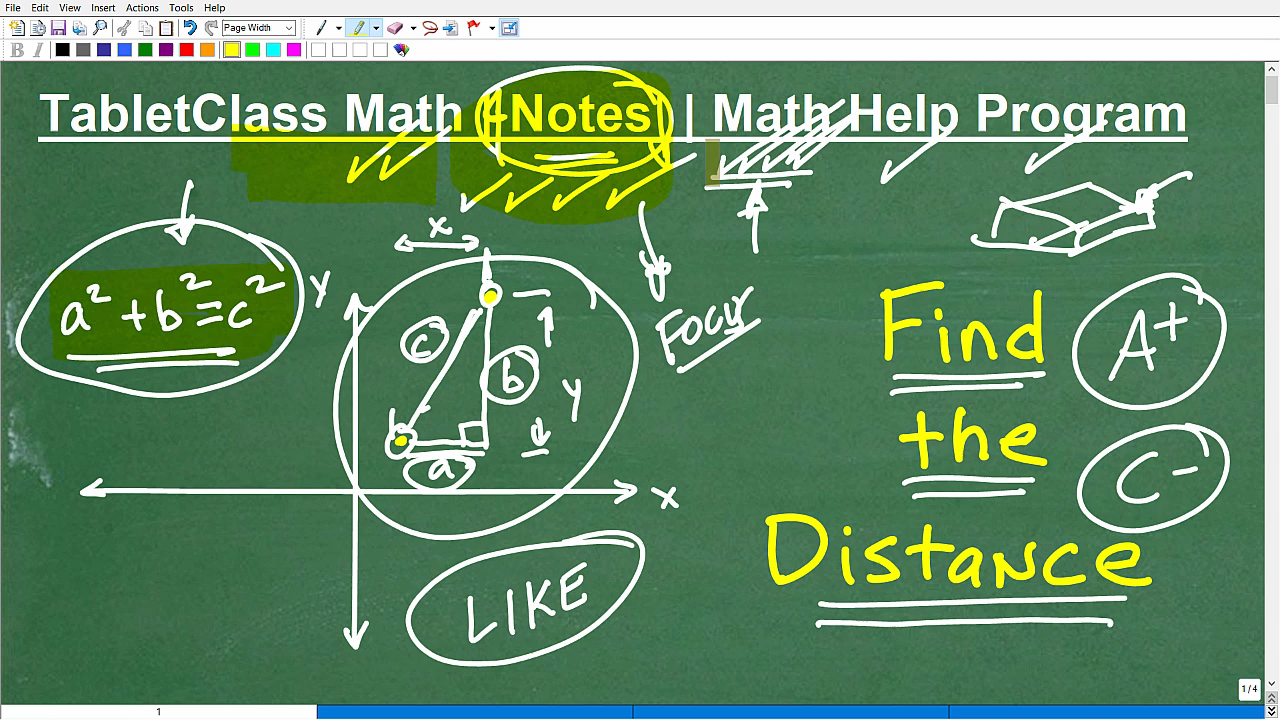 File Edit View Insert Actions Tools Help
Page Width
B I
TabletClass Math +Notes | Math Help Program
a² + b² = c²
x
y
c
b
y
a
x
Focus
LIKE
Find
the
Distance
A+
C-
1/4
1